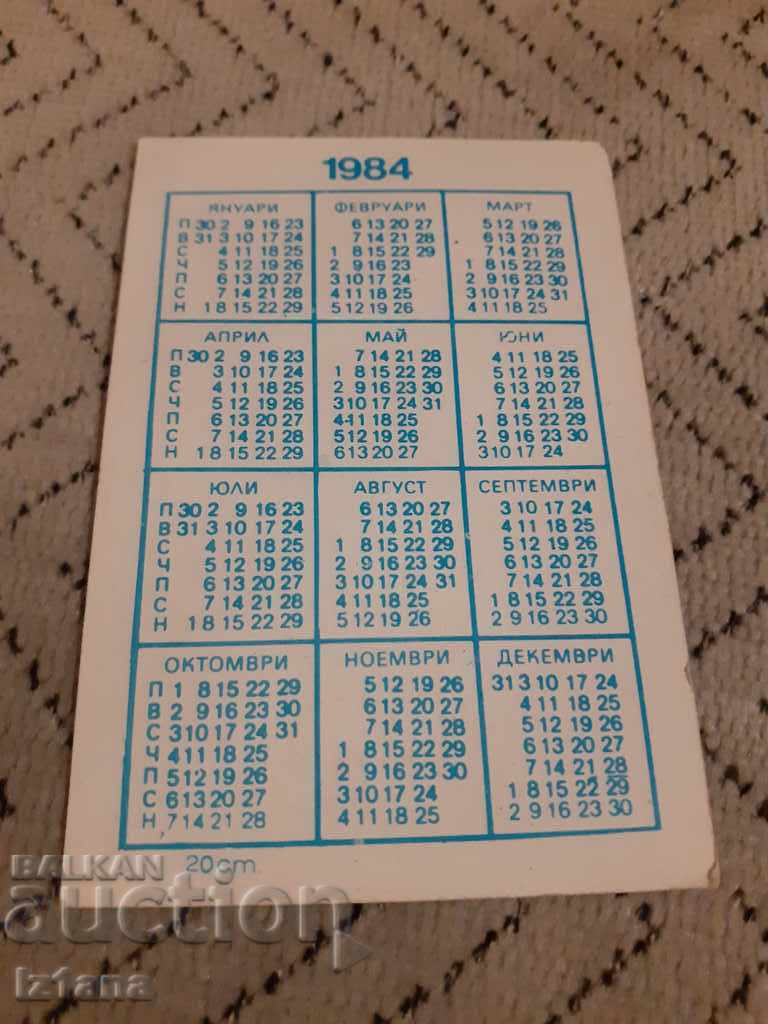 1984
ЯНУАРИ ФЕВРУАРИ МАРТ
П 30 2 9 16 23 6 13 20 27 5 12 19 26
В 31 3 10 17 24 7 14 21 28 6 13 20 27
С 4 11 18 25 1 8 15 22 29 7 14 21 28
Ч 5 12 19 26 2 9 16 23 1 8 15 22 29
П 6 13 20 27 3 10 17 24 2 9 16 23 30
С 7 14 21 28 4 11 18 25 3 10 17 24 31
Н 1 8 15 22 29 5 12 19 26 4 11 18 25
АПРИЛ МАЙ ЮНИ
П 30 2 9 16 23 7 14 21 28 4 11 18 25
В 3 10 17 24 1 8 15 22 29 5 12 19 26
С 4 11 18 25 2 9 16 23 30 6 13 20 27
Ч 5 12 19 26 3 10 17 24 31 7 14 21 28
П 6 13 20 27 4 11 18 25 1 8 15 22 29
С 7 14 21 28 5 12 19 26 2 9 16 23 30
Н 1 8 15 22 29 6 13 20 27 3 10 17 24
ЮЛИ АВГУСТ СЕПТЕМВРИ
П 30 2 9 16 23 6 13 20 27 3 10 17 24
В 31 3 10 17 24 7 14 21 28 4 11 18 25
С 4 11 18 25 1 8 15 22 29 5 12 19 26
Ч 5 12 19 26 2 9 16 23 30 6 13 20 27
П 6 13 20 27 3 10 17 24 31 7 14 21 28
С 7 14 21 28 4 11 18 25 1 8 15 22 29
Н 1 8 15 22 29 5 12 19 26 2 9 16 23 30
ОКТОМВРИ НОЕМВРИ ДЕКЕМВРИ
П 1 8 15 22 29 5 12 19 26 31 3 10 17 24
В 2 9 16 23 30 6 13 20 27 4 11 18 25
С 3 10 17 24 31 7 14 21 28 5 12 19 26
Ч 4 11 18 25 1 8 15 22 29 6 13 20 27
П 5 12 19 26 2 9 16 23 30 7 14 21 28
С 6 13 20 27 3 10 17 24 1 8 15 22 29
Н 7 14 21 28 4 11 18 25 2 9 16 23 30
20 ст.
BALKAN
auction
iz1ana